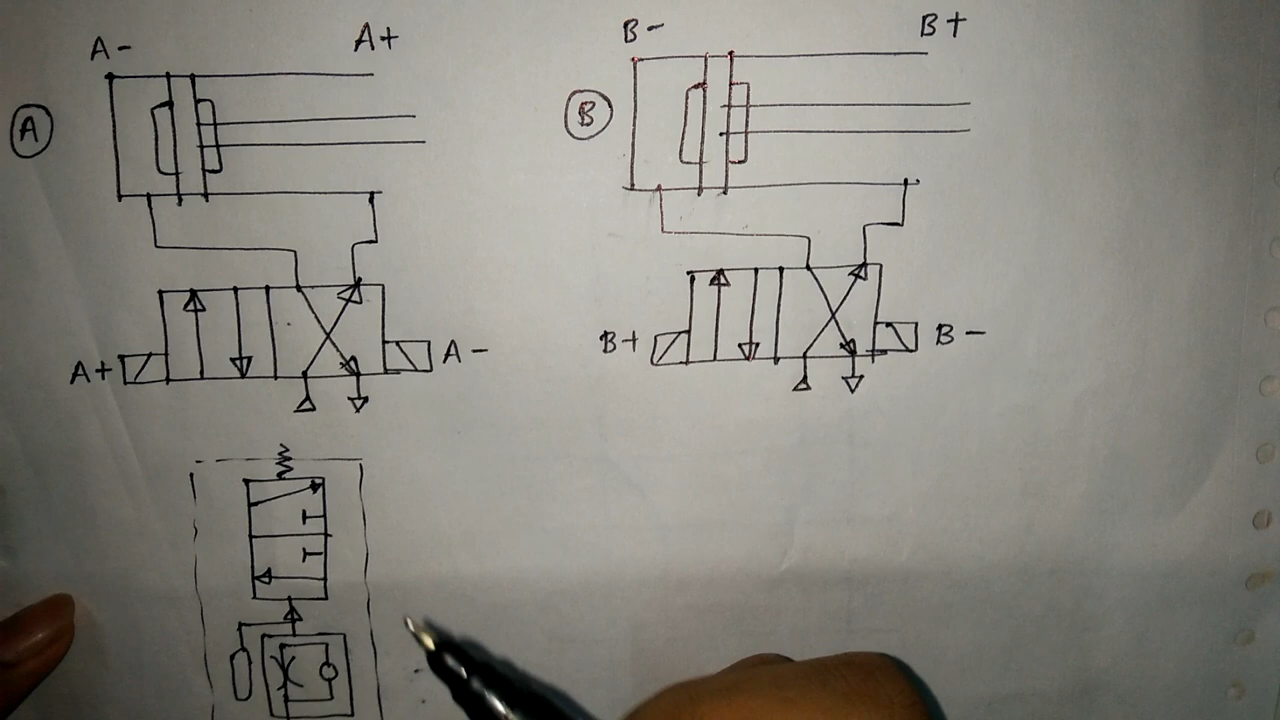 A- A+
B- B+
A
B
A+ A-
B+ B-